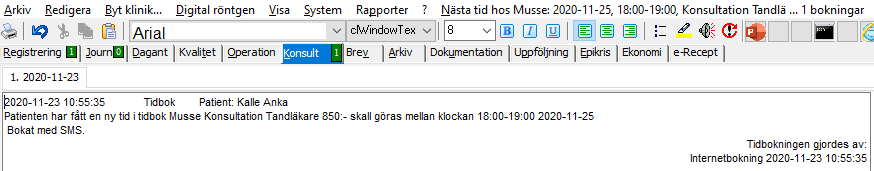 Arkiv Redigera Byt klinik... Digital röntgen Visa System Rapporter ? Nästa tid hos Musse: 2020-11-25, 18:00-19:00, Konsultation Tandlä ... 1 bokningar
Arial clWindowTex 8 B I U
Registrering 1 Journ 0 Dagant Kvalitet Operation Konsult 1 Brev Arkiv Dokumentation Uppföljning Epikris Ekonomi e-Recept
1. 2020-11-23
2020-11-23 10:55:35 Tidbok Patient: Kalle Anka
Patienten har fått en ny tid i tidbok Musse Konsultation Tandläkare 850:- skall göras mellan klockan 18:00-19:00 2020-11-25
Bokat med SMS.
Tidbokningen gjordes av:
Internetbokning 2020-11-23 10:55:35